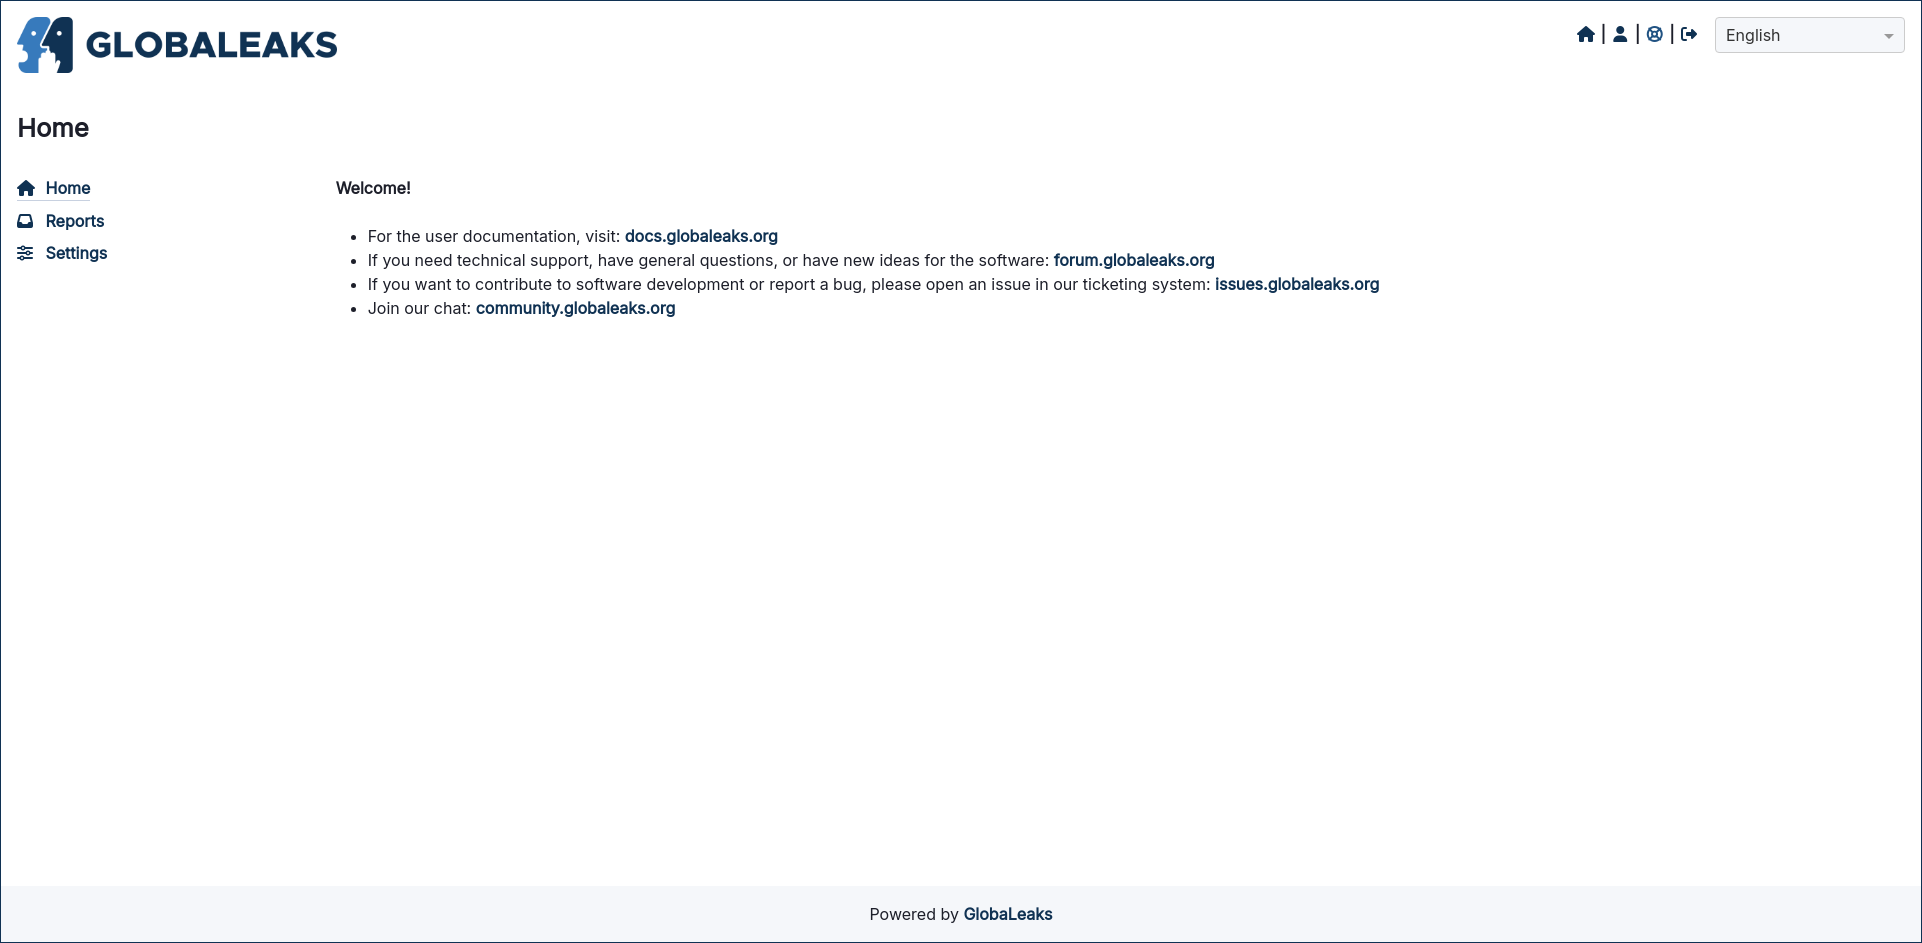 GLOBALEAKS
English
Home
Home
Reports
Settings
Welcome!
For the user documentation, visit: docs.globaleaks.org
If you need technical support, have general questions, or have new ideas for the software: forum.globaleaks.org
If you want to contribute to software development or report a bug, please open an issue in our ticketing system: issues.globaleaks.org
Join our chat: community.globaleaks.org
Powered by GlobaLeaks